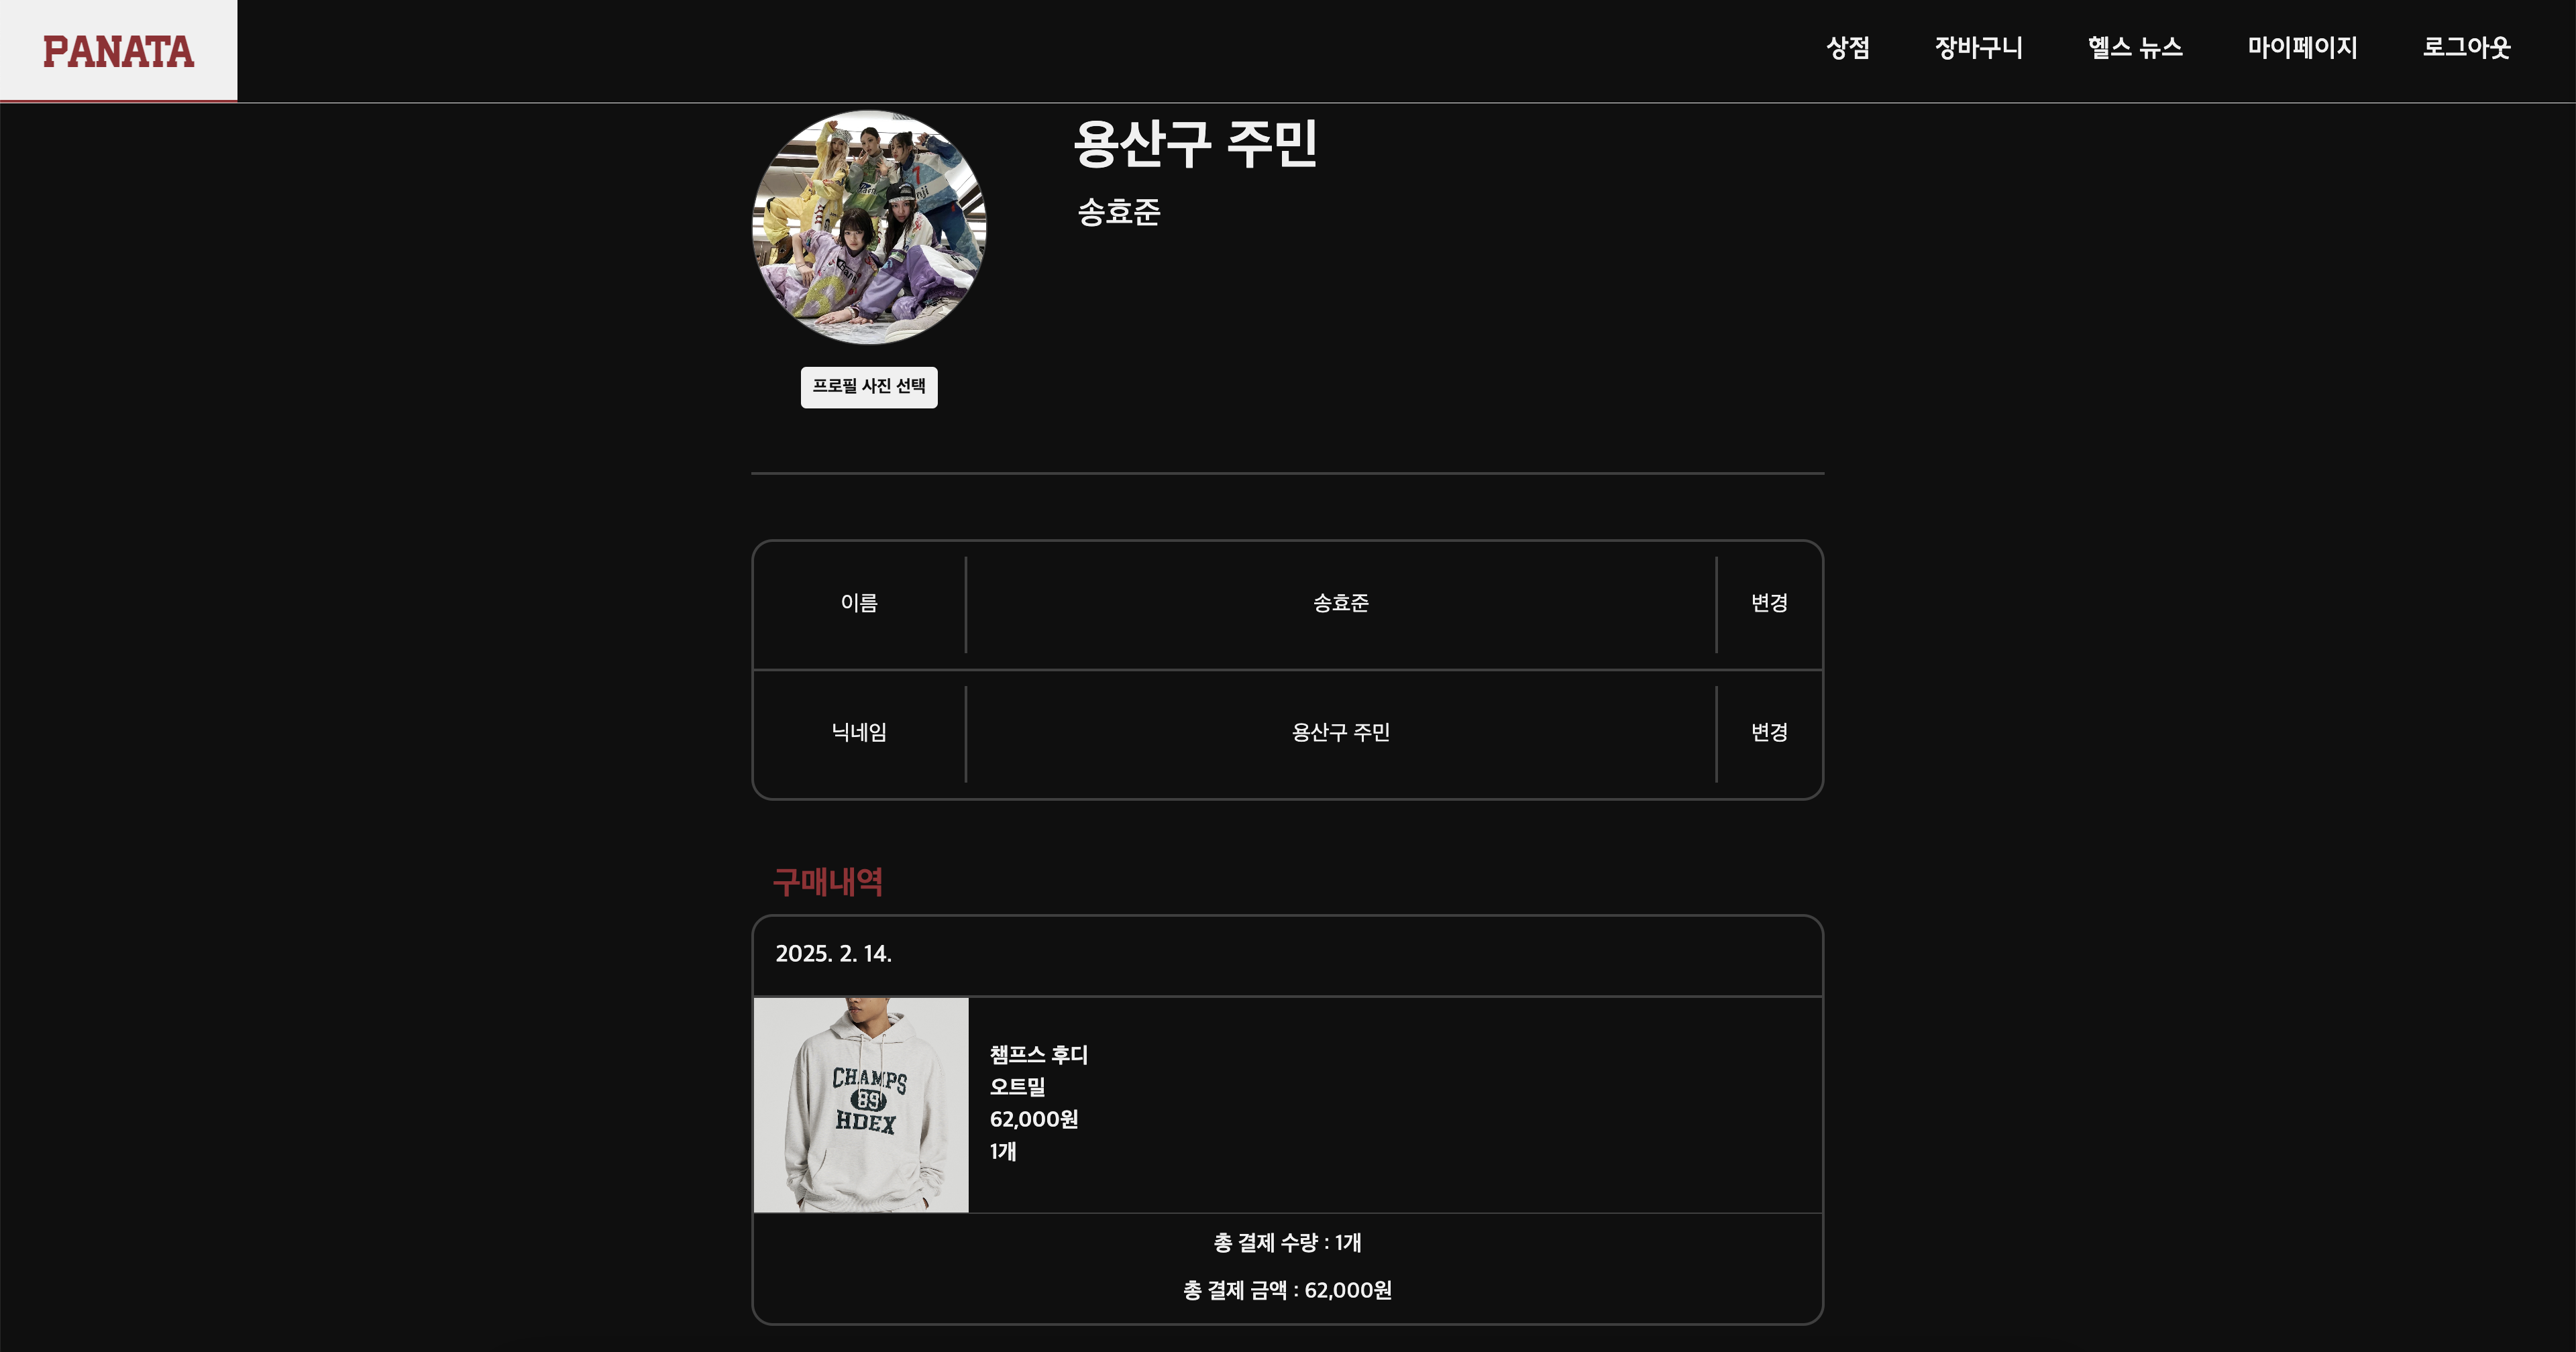 PANATA
상점
장바구니
헬스 뉴스
마이페이지
로그아웃
용산구 주민
송효준
프로필 사진 선택
이름
송효준
변경
닉네임
용산구 주민
변경
구매내역
2025. 2. 14.
CHAMPS
89
HDEX
챔프스 후디
오트밀
62,000원
1개
총 결제 수량 : 1개
총 결제 금액 : 62,000원